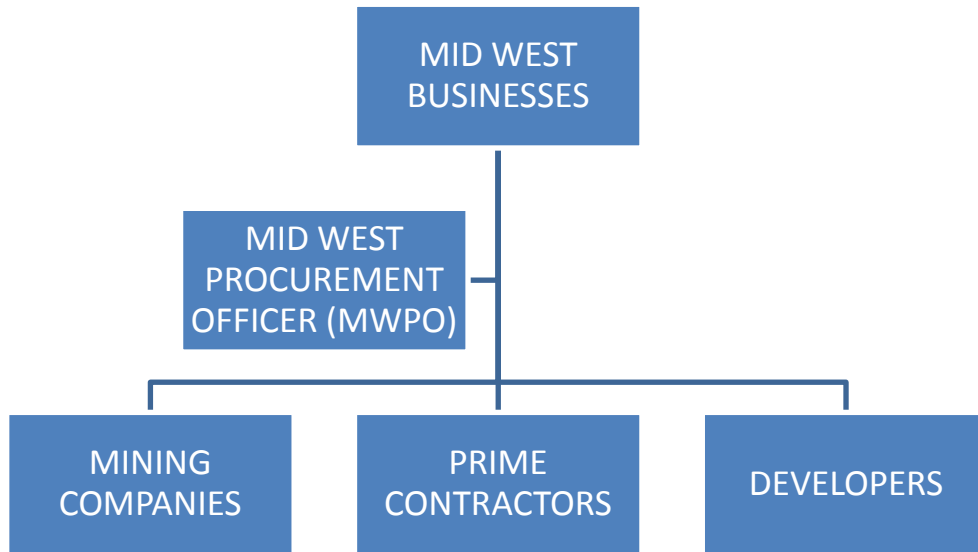 MID WEST
BUSINESSES
MID WEST
PROCUREMENT
OFFICER (MWPO)
MINING
COMPANIES
PRIME
CONTRACTORS
DEVELOPERS